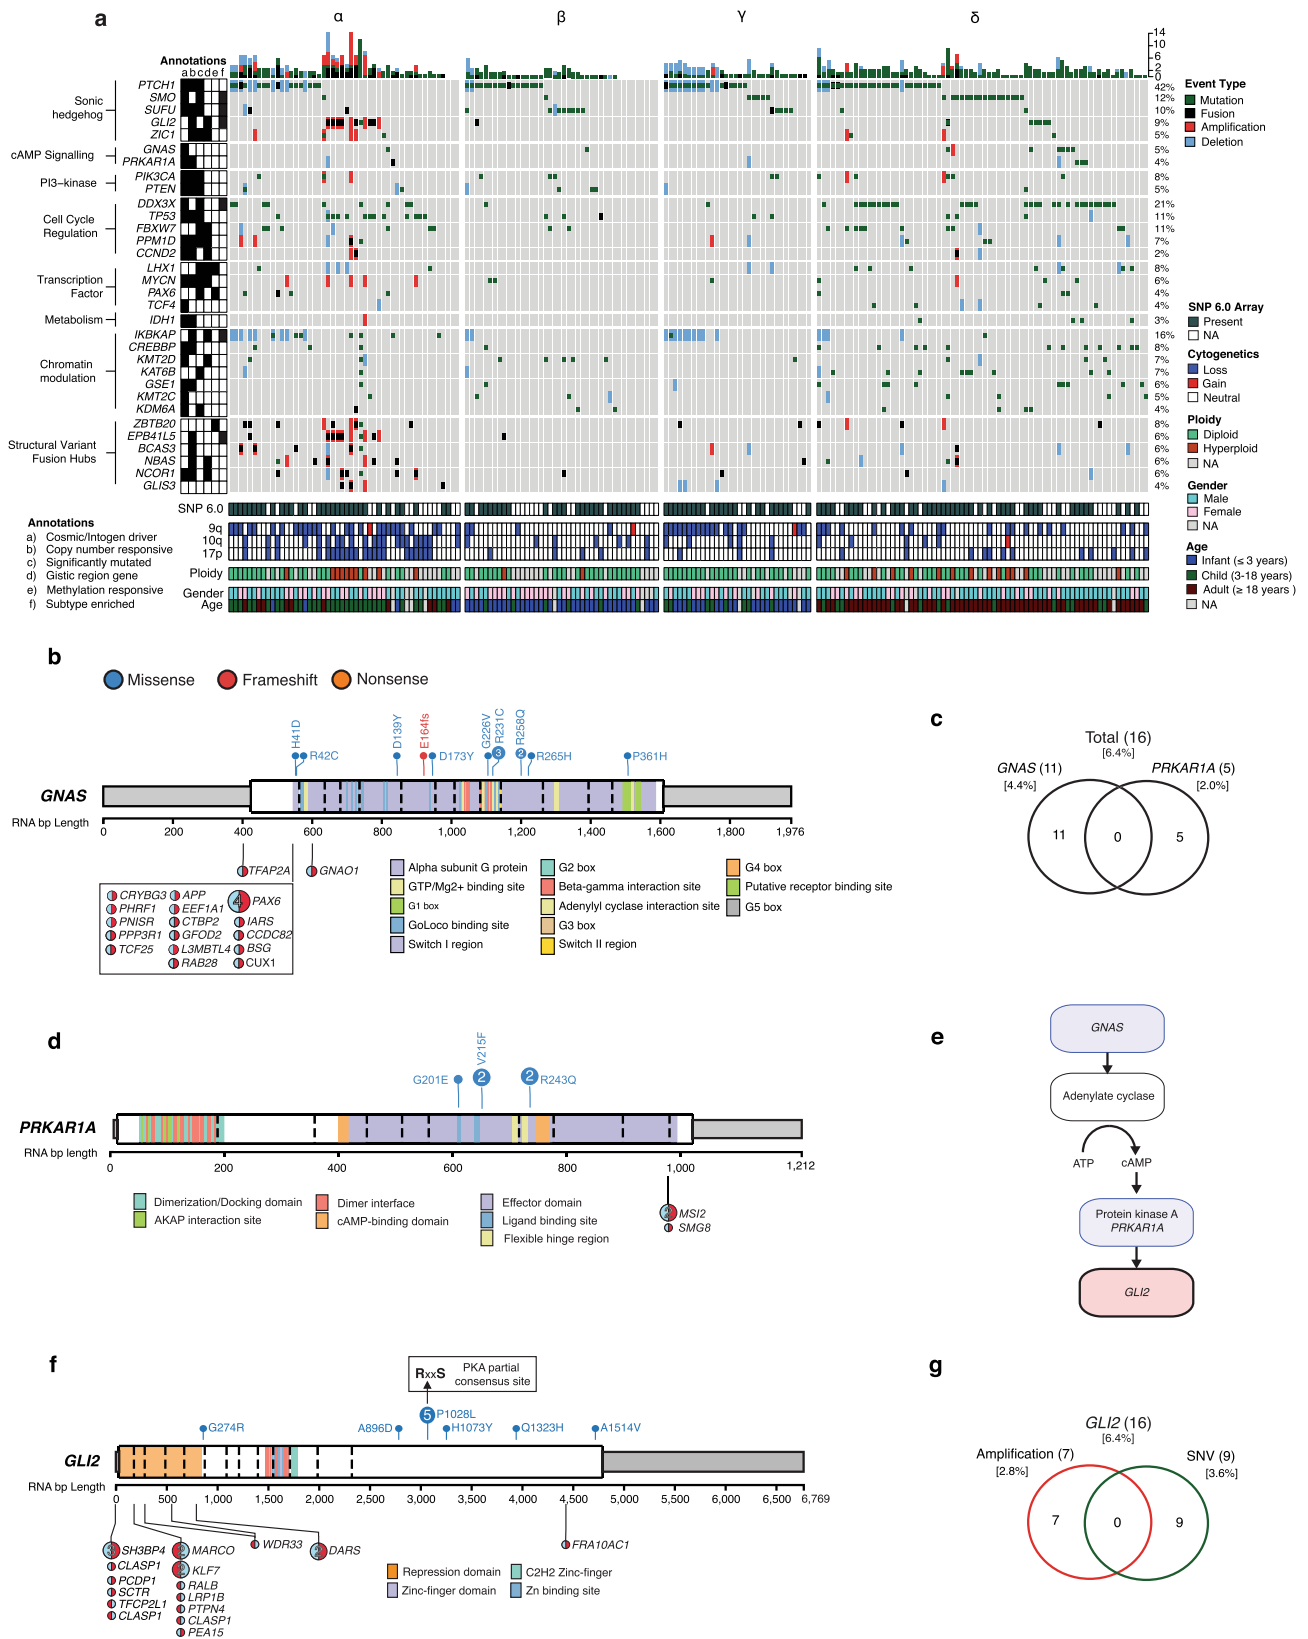 a
α
β
γ
δ
14
10
6
2
0
Annotations
a b c d e f
Sonic
hedgehog
PTCH1
42%
SMO
12%
SUFU
10%
GLI2
9%
ZIC1
5%
cAMP Signalling
GNAS
5%
PRKAR1A
4%
PI3–kinase
PIK3CA
8%
PTEN
5%
Cell Cycle
Regulation
DDX3X
21%
TP53
11%
FBXW7
11%
PPM1D
7%
CCND2
2%
Transcription
Factor
LHX1
8%
MYCN
6%
PAX6
4%
TCF4
4%
Metabolism
IDH1
3%
Chromatin
modulation
IKBKAP
16%
CREBBP
8%
KMT2D
7%
KAT6B
7%
GSE1
6%
KMT2C
5%
KDM6A
4%
Structural Variant
Fusion Hubs
ZBTB20
8%
EPB41L5
6%
BCAS3
6%
NBAS
6%
NCOR1
6%
GLIS3
4%
SNP 6.0
9q
10q
17p
Ploidy
Gender
Age
Event Type
Mutation
Fusion
Amplification
Deletion
SNP 6.0 Array
Present
NA
Cytogenetics
Loss
Gain
Neutral
Ploidy
Diploid
Hyperploid
NA
Gender
Male
Female
NA
Age
Infant (≤ 3 years)
Child (3-18 years)
Adult (≥ 18 years )
NA
Annotations
a) Cosmic/Intogen driver
b) Copy number responsive
c) Significantly mutated
d) Gistic region gene
e) Methylation responsive
f) Subtype enriched
b
Missense
Frameshift
Nonsense
H41D
R42C
D139Y
E164fs
D173Y
G226V
3
R231C
2
R258Q
R265H
P361H
GNAS
RNA bp Length
0 200 400 600 800 1,000 1,200 1,400 1,600 1,800 1,976
TFAP2A
GNAO1
CRYBG3
PHRF1
PNISR
PPP3R1
TCF25
APP
EEF1A1
CTBP2
GFOD2
L3MBTL4
RAB28
4
PAX6
IARS
CCDC82
BSG
CUX1
Alpha subunit G protein
GTP/Mg2+ binding site
G1 box
GoLoco binding site
Switch I region
G2 box
Beta-gamma interaction site
Adenylyl cyclase interaction site
G3 box
Switch II region
G4 box
Putative receptor binding site
G5 box
c
Total (16)
[6.4%]
GNAS (11)
[4.4%]
PRKAR1A (5)
[2.0%]
11
0
5
d
G201E
2
V215F
2
R243Q
PRKAR1A
RNA bp length
0 200 400 600 800 1,000 1,212
2
MSI2
SMG8
Dimerization/Docking domain
AKAP interaction site
Dimer interface
cAMP-binding domain
Effector domain
Ligand binding site
Flexible hinge region
e
GNAS
Adenylate cyclase
ATP
cAMP
Protein kinase A
PRKAR1A
GLI2
f
RxxS
PKA partial
consensus site
G274R
A896D
5
P1028L
H1073Y
Q1323H
A1514V
GLI2
RNA bp Length
0 500 1,000 1,500 2,000 2,500 3,000 3,500 4,000 4,500 5,000 5,500 6,000 6,500 6,769
SH3BP4
CLASP1
PCDP1
SCTR
TFCP2L1
CLASP1
MARCO
KLF7
RALB
LRP1B
PTPN4
CLASP1
PEA15
WDR33
2
DARS
FRA10AC1
Repression domain
Zinc-finger domain
C2H2 Zinc-finger
Zn binding site
g
GLI2 (16)
[6.4%]
Amplification (7)
[2.8%]
SNV (9)
[3.6%]
7
0
9